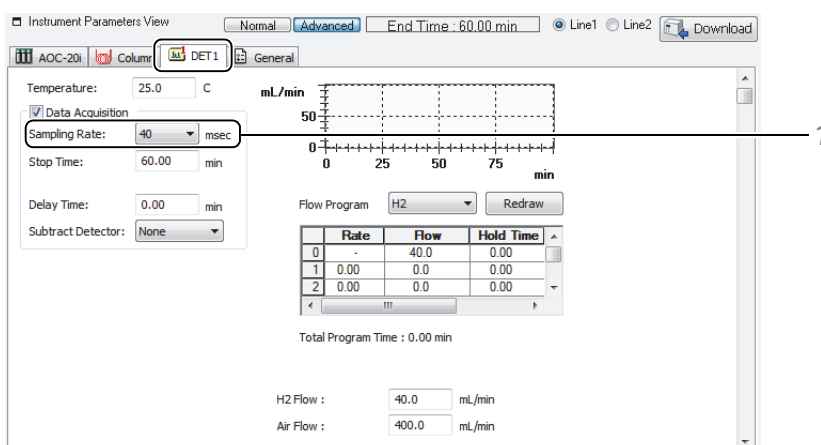 Instrument Parameters View Normal Advanced End Time : 60.00 min Line1 Line2 Download
AOC-20i Column DET1 General
Temperature: 25.0 C
Data Acquisition
Sampling Rate: 40 msec
Stop Time: 60.00 min
Delay Time: 0.00 min
Subtract Detector: None
mL/min
50
0
0 25 50 75
min
Flow Program H2 Redraw
Rate Flow Hold Time
0 - 40.0 0.00
1 0.00 0.0 0.00
2 0.00 0.0 0.00
Total Program Time : 0.00 min
H2 Flow : 40.0 mL/min
Air Flow : 400.0 mL/min
1